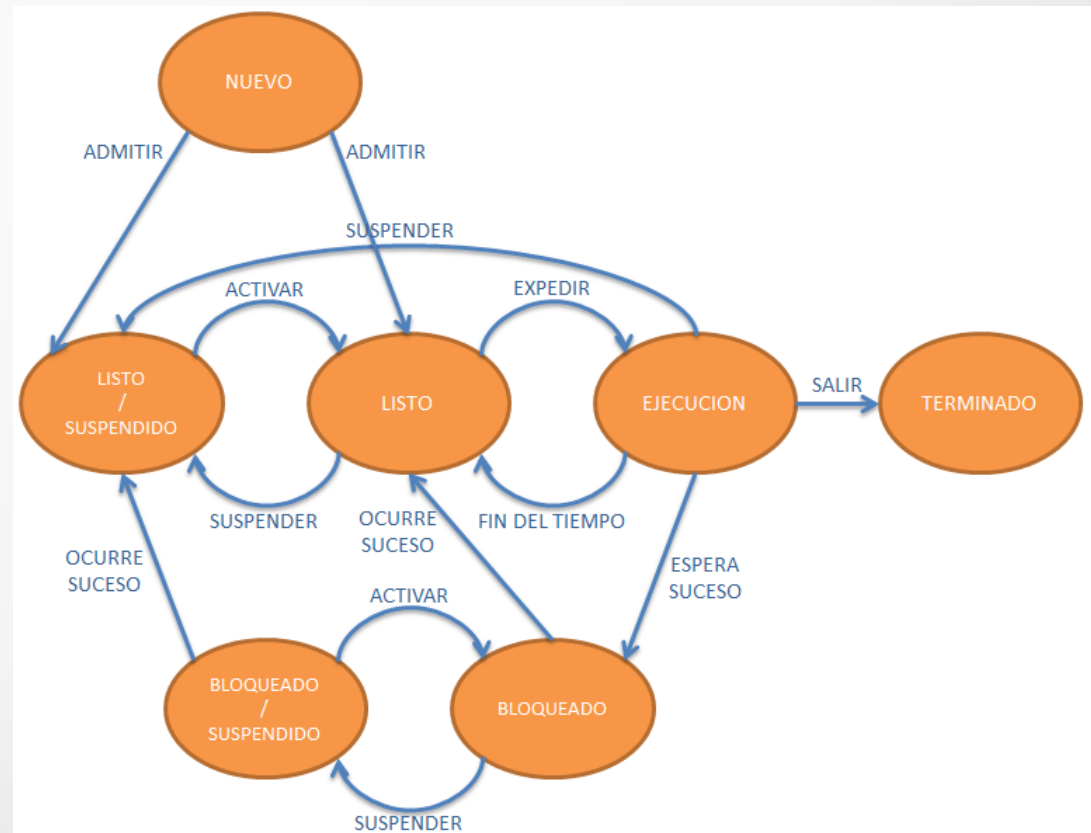 NUEVO
ADMITIR
ADMITIR
SUSPENDER
ACTIVAR
EXPEDIR
LISTO
/
SUSPENDIDO
LISTO
EJECUCION
SALIR
TERMINADO
SUSPENDER
OCURRE
SUCESO
FIN DEL TIEMPO
OCURRE
SUCESO
ESPERA
SUCESO
ACTIVAR
BLOQUEADO
/
SUSPENDIDO
BLOQUEADO
SUSPENDER